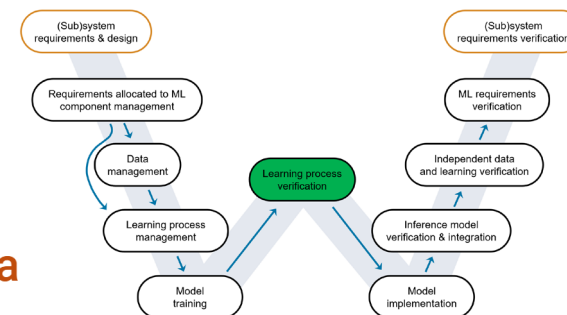 (Sub)system
requirements & design
(Sub)system
requirements verification
Requirements allocated to ML
component management
ML requirements
verification
Data
management
Learning process
verification
Independent data
and learning verification
Learning process
management
Inference model
verification & integration
a
Model
training
Model
implementation